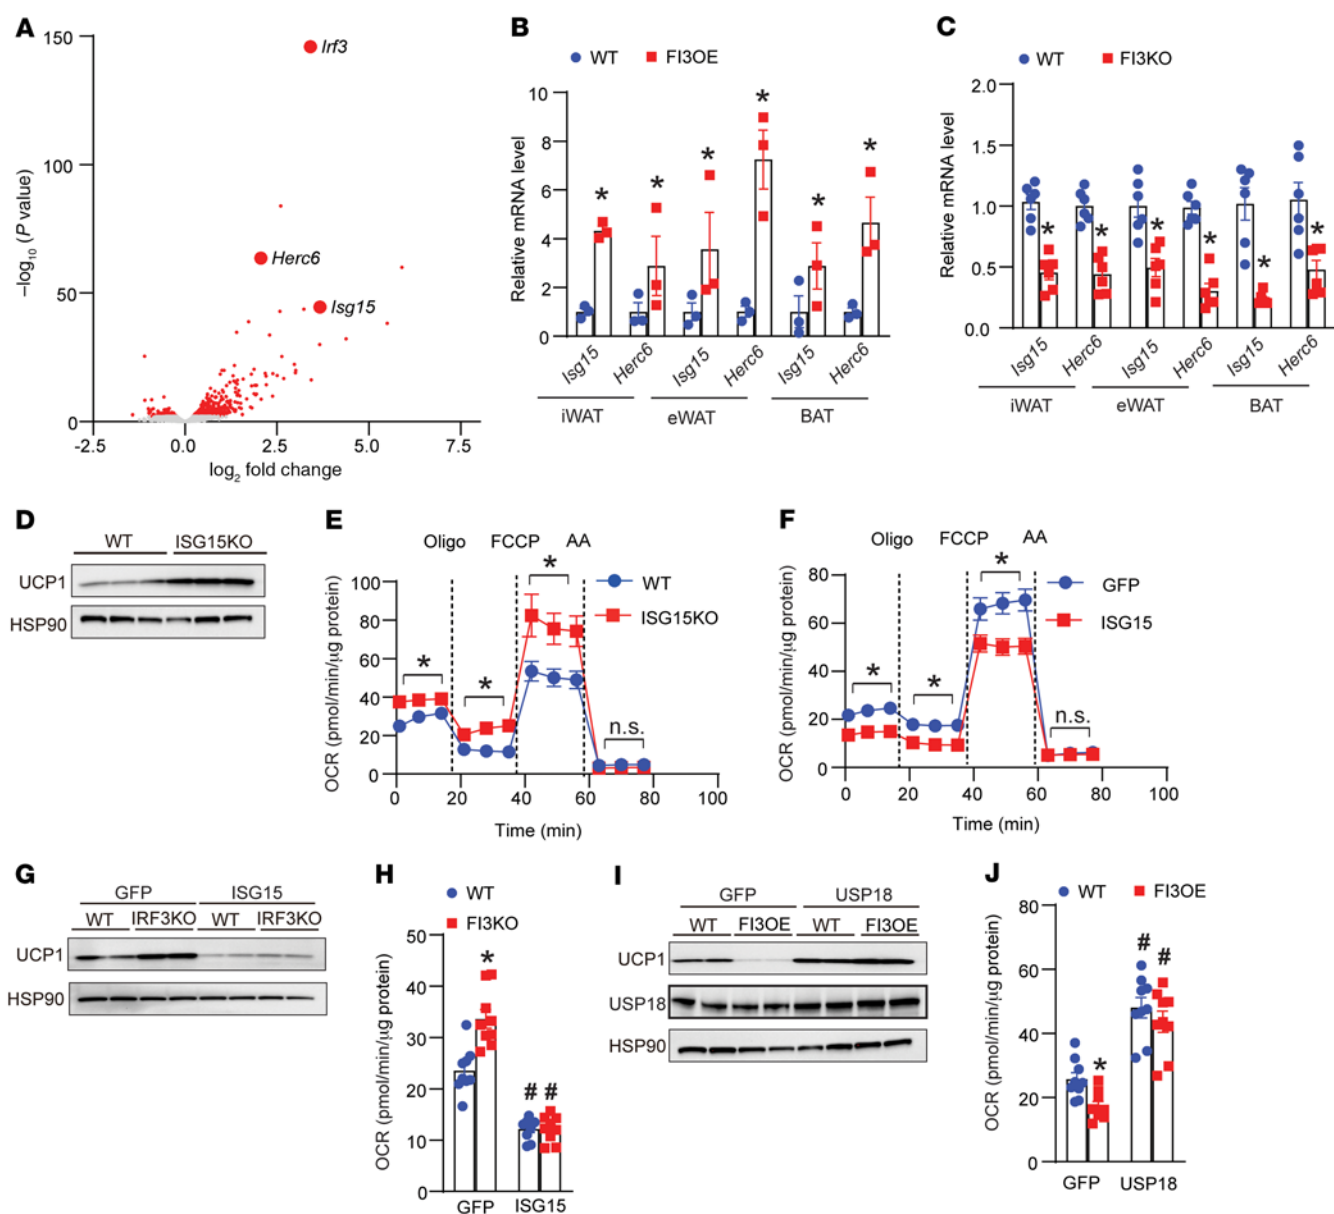 A
150
100
50
0
-2.5
0.0
2.5
5.0
7.5
–log10 (P value)
log2 fold change
Irf3
Herc6
Isg15
B
WT
FI3OE
Relative mRNA level
10
8
6
4
2
0
* * * * * *
Isg15 Herc6 Isg15 Herc6 Isg15 Herc6
iWAT eWAT BAT
C
WT
FI3KO
Relative mRNA level
2.0
1.5
1.0
0.5
0.0
* * * * * *
Isg15 Herc6 Isg15 Herc6 Isg15 Herc6
iWAT eWAT BAT
D
WT ISG15KO
UCP1
HSP90
E
Oligo FCCP AA
WT
ISG15KO
OCR (pmol/min/µg protein)
100
80
60
40
20
0
* * * n.s.
0 20 40 60 80 100
Time (min)
F
Oligo FCCP AA
GFP
ISG15
OCR (pmol/min/µg protein)
80
60
40
20
0
* * * n.s.
0 20 40 60 80 100
Time (min)
G
GFP ISG15
WT IRF3KO WT IRF3KO
UCP1
HSP90
H
WT
FI3KO
OCR (pmol/min/µg protein)
50
40
30
20
10
0
* # #
GFP ISG15
I
GFP USP18
WT FI3OE WT FI3OE
UCP1
USP18
HSP90
J
WT
FI3OE
OCR (pmol/min/µg protein)
80
60
40
20
0
* # #
GFP USP18